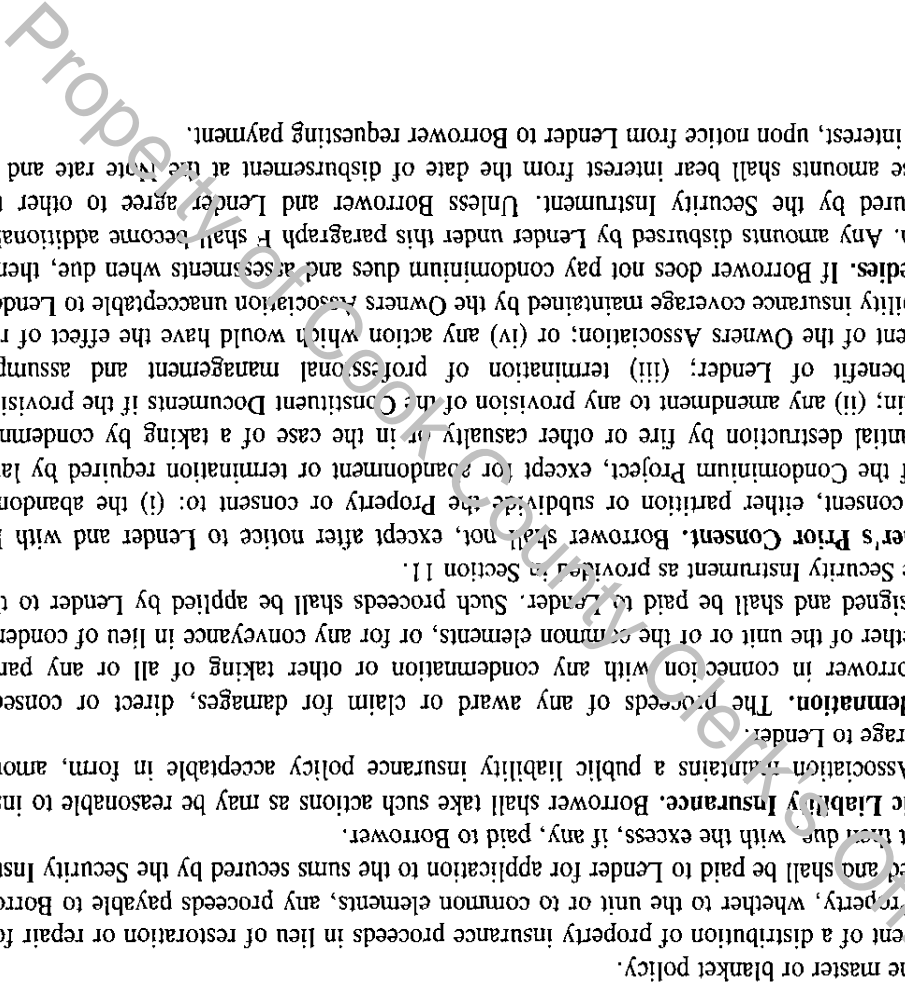 master or blanket policy.
ent of a distribution of property insurance proceeds in lieu of restoration or repair fo
Property, whether to the unit or to common elements, any proceeds payable to Borro
ed and shall be paid to Lender for application to the sums secured by the Security Inst
t then due, with the excess, if any, paid to Borrower.
ic Liability Insurance. Borrower shall take such actions as may be reasonable to in
Association maintains a public liability insurance policy acceptable in form, amo
rage to Lender.
demnation. The proceeds of any award or claim for damages, direct or conse
orrower in connection with any condemnation or other taking of all or any par
ther of the unit or of the common elements, or for any conveyance in lieu of conde
signed and shall be paid to Lender. Such proceeds shall be applied by Lender to t
e Security Instrument as provided in Section 11.
er's Prior Consent. Borrower shall not, except after notice to Lender and with
consent, either partition or subdivide the Property or consent to: (i) the abandon
f the Condominium Project, except for abandonment or termination required by la
antial destruction by fire or other casualty or in the case of a taking by condemn
in; (ii) any amendment to any provision of the Constituent Documents if the provisi
benefit of Lender; (iii) termination of professional management and assump
ent of the Owners Association; or (iv) any action which would have the effect of r
bility insurance coverage maintained by the Owners Association unacceptable to Lende
edies. If Borrower does not pay condominium dues and assessments when due, then
. Any amounts disbursed by Lender under this paragraph F shall become additiona
ured by the Security Instrument. Unless Borrower and Lender agree to other t
se amounts shall bear interest from the date of disbursement at the Note rate and
interest, upon notice from Lender to Borrower requesting payment.
Property of Cook County Clerk's Off